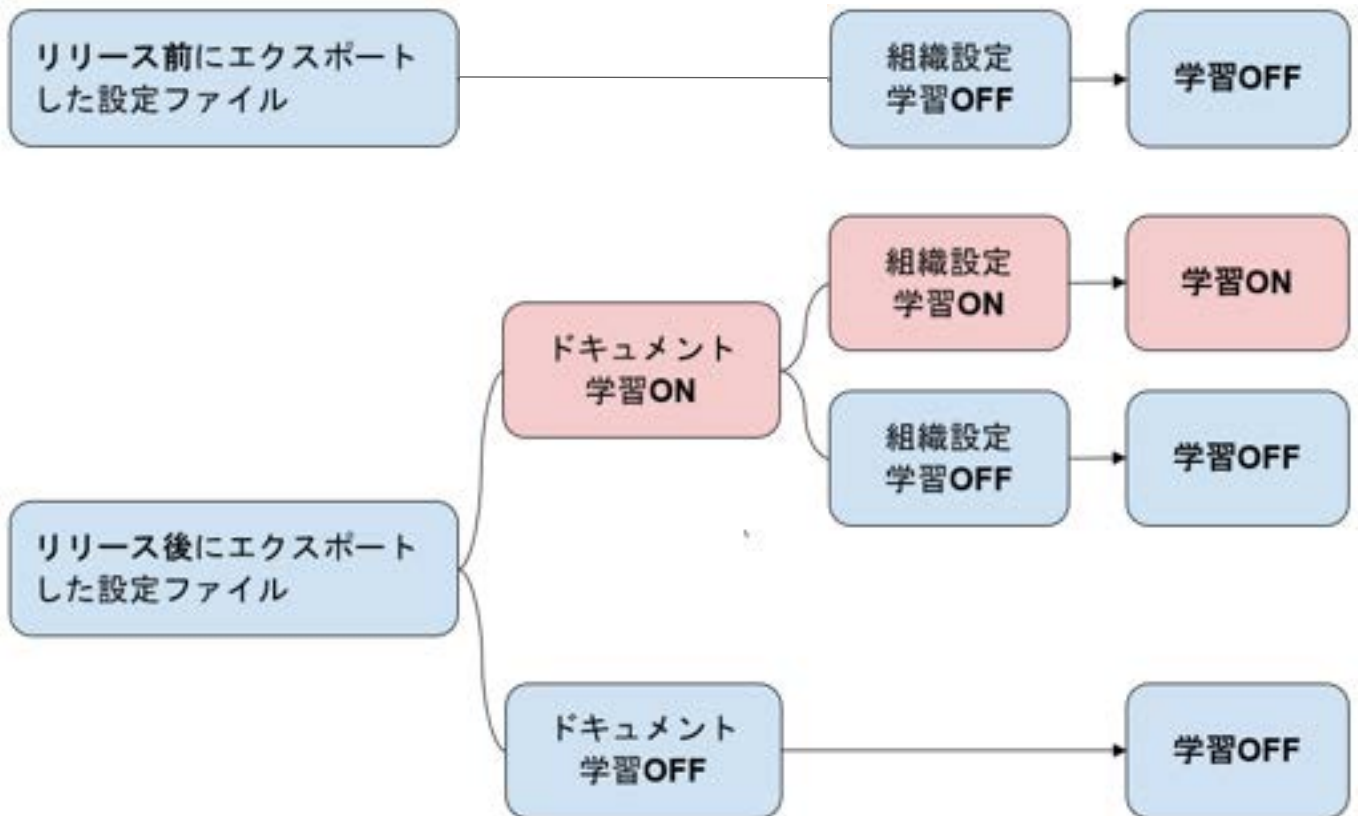 リリース前にエクスポート
した設定ファイル
組織設定
学習OFF
学習OFF
組織設定
学習ON
学習ON
ドキュメント
学習ON
組織設定
学習OFF
学習OFF
リリース後にエクスポート
した設定ファイル
ドキュメント
学習OFF
学習OFF